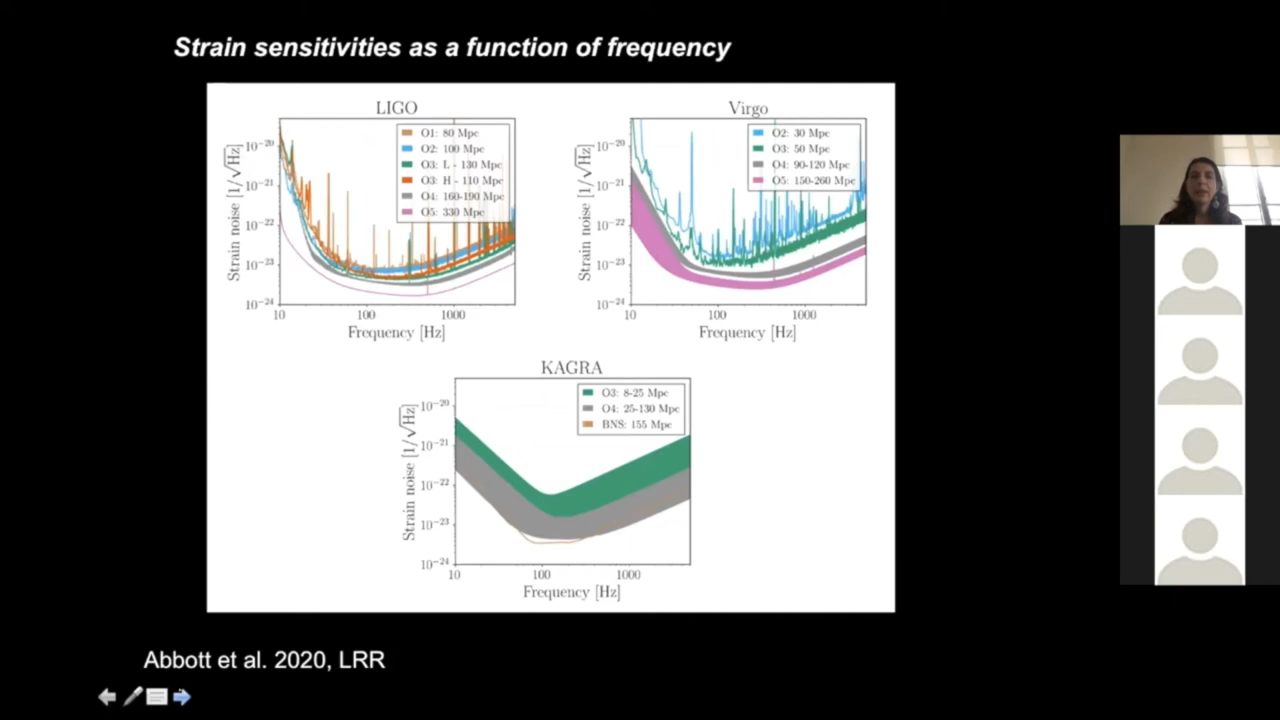 Strain sensitivities as a function of frequency
LIGO
Strain noise [1/√Hz]
10⁻²⁰
10⁻²¹
10⁻²²
10⁻²³
10⁻²⁴
O1: 80 Mpc
O2: 100 Mpc
O3: L - 130 Mpc
O3: H - 110 Mpc
O4: 160-190 Mpc
O5: 330 Mpc
10 100 1000
Frequency [Hz]
Virgo
Strain noise [1/√Hz]
10⁻²⁰
10⁻²¹
10⁻²²
10⁻²³
10⁻²⁴
O2: 30 Mpc
O3: 50 Mpc
O4: 90-120 Mpc
O5: 150-260 Mpc
10 100 1000
Frequency [Hz]
KAGRA
Strain noise [1/√Hz]
10⁻²⁰
10⁻²¹
10⁻²²
10⁻²³
10⁻²⁴
O3: 8-25 Mpc
O4: 25-130 Mpc
BNS: 155 Mpc
10 100 1000
Frequency [Hz]
Abbott et al. 2020, LRR